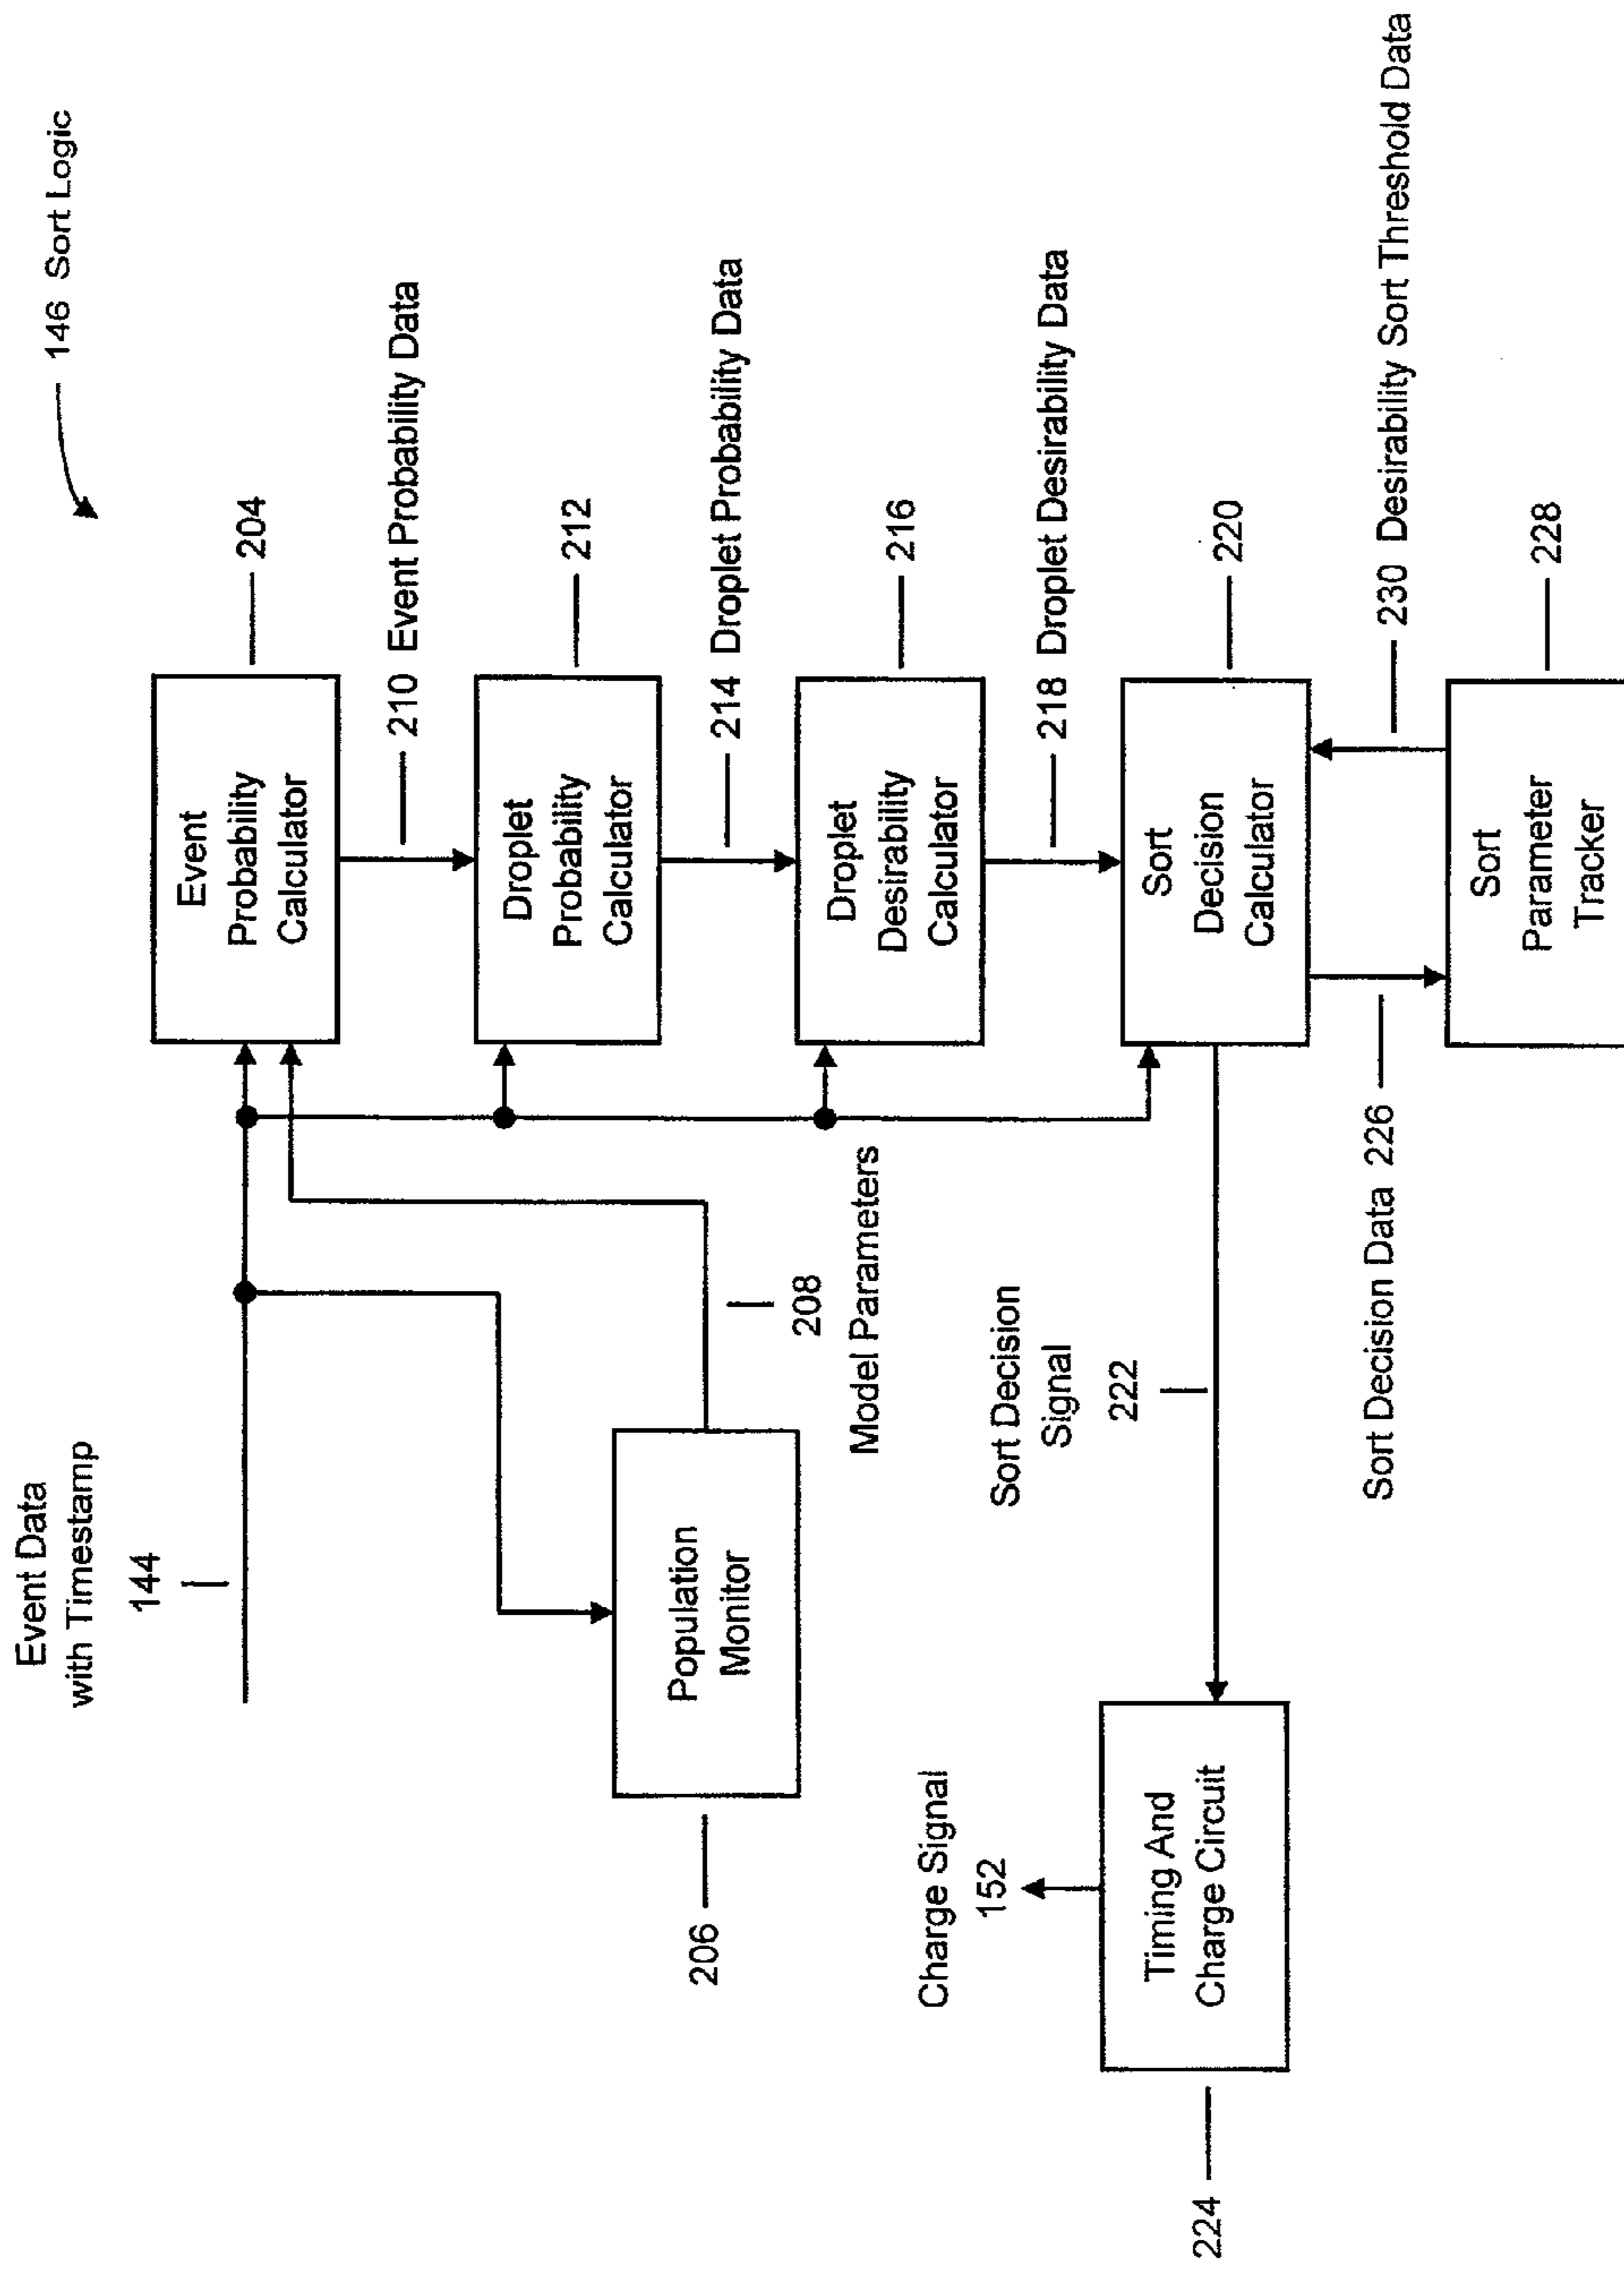 146 Sort Logic
Event Data
with Timestamp
144
Event
Probability
Calculator
204
210 Event Probability Data
Droplet
Probability
Calculator
212
214 Droplet Probability Data
Droplet
Desirability
Calculator
216
218 Droplet Desirability Data
Sort
Decision
Calculator
220
230 Desirability Sort Threshold Data
Sort
Parameter
Tracker
228
Sort Decision Data 226
Population
Monitor
206
208
Model Parameters
Sort Decision
Signal
222
Charge Signal
152
Timing And
Charge Circuit
224